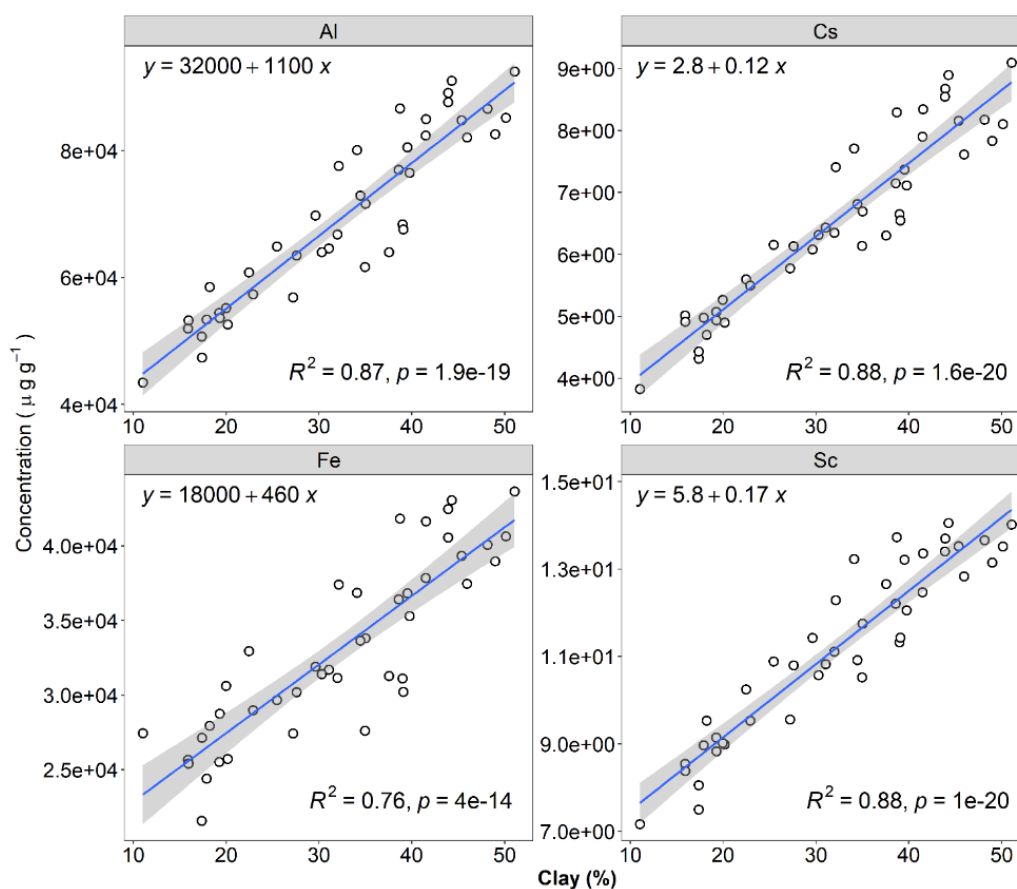 Al
y = 32000 + 1100 x
8e+04
6e+04
4e+04
R² = 0.87, p = 1.9e-19
10 20 30 40 50
Cs
y = 2.8 + 0.12 x
9e+00
8e+00
7e+00
6e+00
5e+00
4e+00
R² = 0.88, p = 1.6e-20
10 20 30 40 50
Concentration ( μ g g⁻¹)
Fe
y = 18000 + 460 x
4.0e+04
3.5e+04
3.0e+04
2.5e+04
R² = 0.76, p = 4e-14
10 20 30 40 50
Sc
y = 5.8 + 0.17 x
1.5e+01
1.3e+01
1.1e+01
9.0e+00
7.0e+00
R² = 0.88, p = 1e-20
10 20 30 40 50
Clay (%)